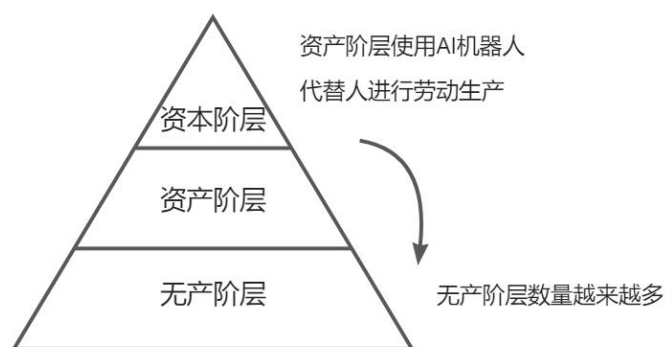 资产阶层使用AI机器人
代替人进行劳动生产
资本阶层
资产阶层
无产阶层
无产阶层数量越来越多